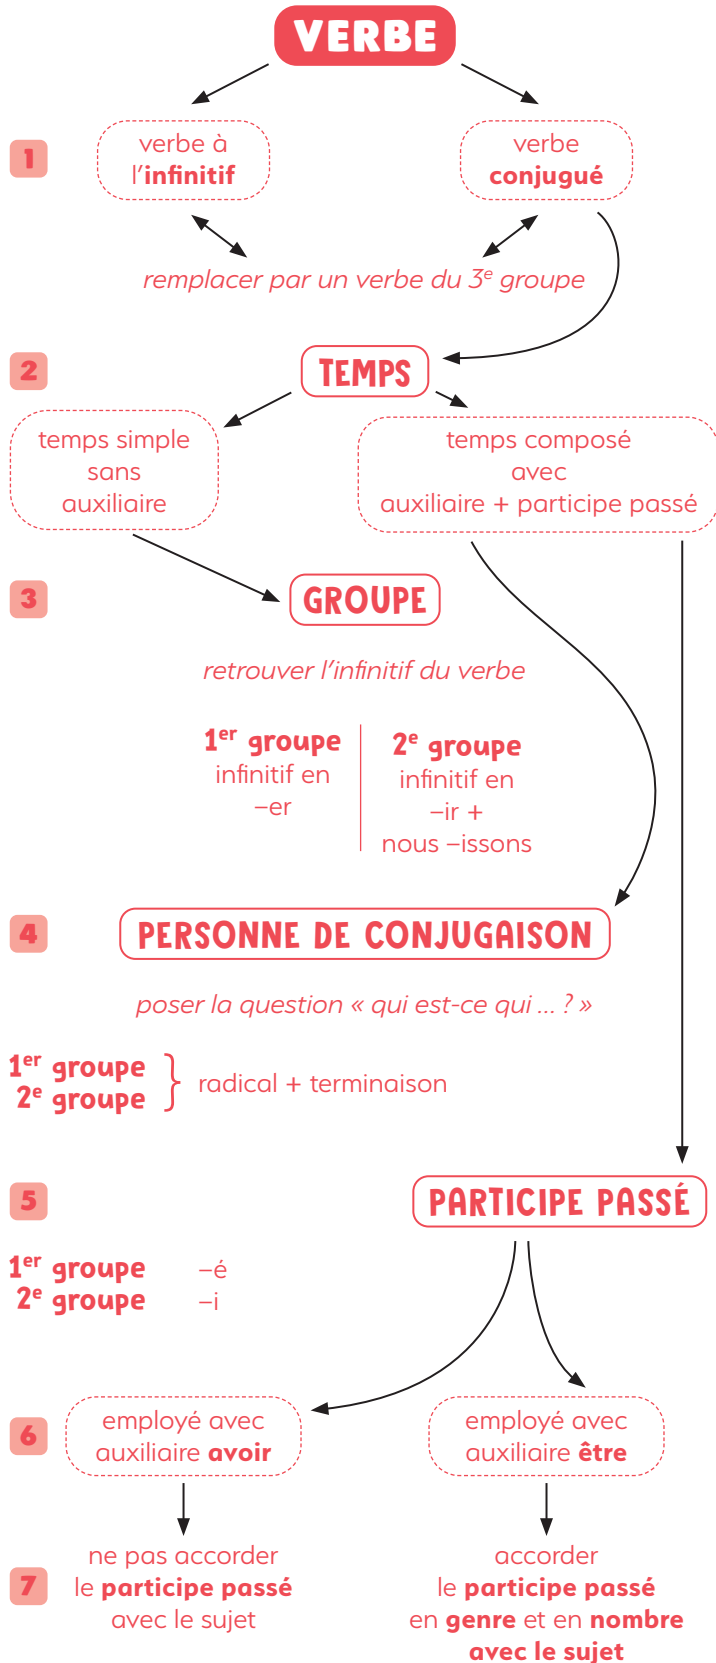 VERBE
1
verbe à
l'infinitif
verbe
conjugué
remplacer par un verbe du 3e groupe
2
TEMPS
temps simple
sans
auxiliaire
temps composé
avec
auxiliaire + participe passé
3
GROUPE
retrouver l'infinitif du verbe
1er groupe
infinitif en
–er
2e groupe
infinitif en
–ir +
nous –issons
4
PERSONNE DE CONJUGAISON
poser la question « qui est-ce qui ... ? »
1er groupe
2e groupe
radical + terminaison
5
PARTICIPE PASSÉ
1er groupe –é
2e groupe –i
6
employé avec
auxiliaire avoir
employé avec
auxiliaire être
7
ne pas accorder
le participe passé
avec le sujet
accorder
le participe passé
en genre et en nombre
avec le sujet